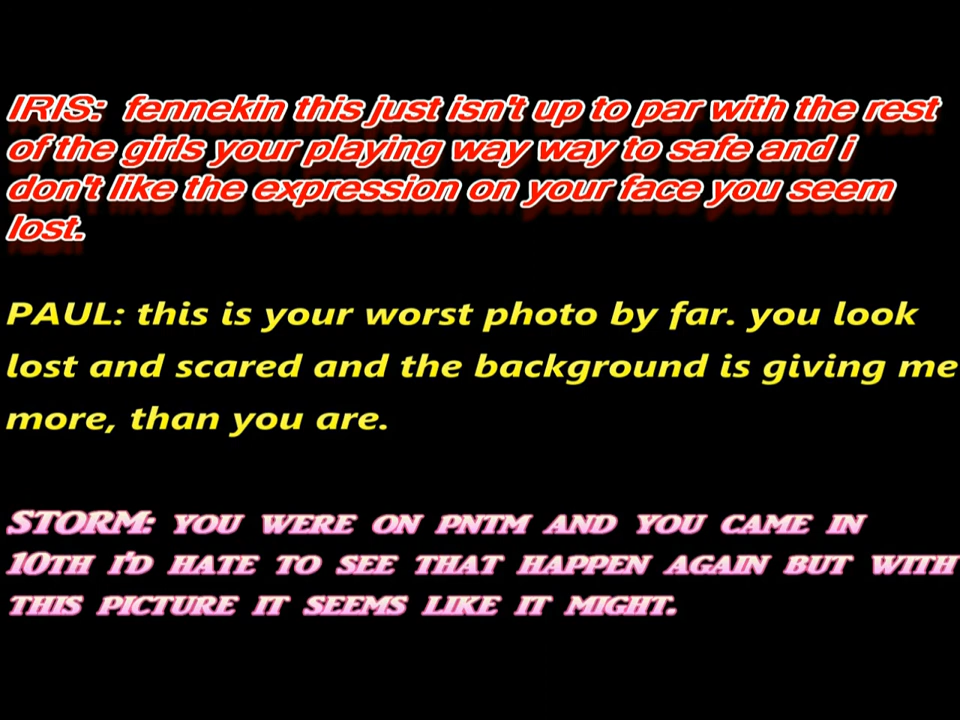 IRIS: fennekin this just isn't up to par with the rest
of the girls your playing way way to safe and i
don't like the expression on your face you seem
lost.
PAUL: this is your worst photo by far. you look
lost and scared and the background is giving me
more, than you are.
STORM: YOU WERE ON PNTM AND YOU CAME IN
10TH I'D HATE TO SEE THAT HAPPEN AGAIN BUT WITH
THIS PICTURE IT SEEMS LIKE IT MIGHT.